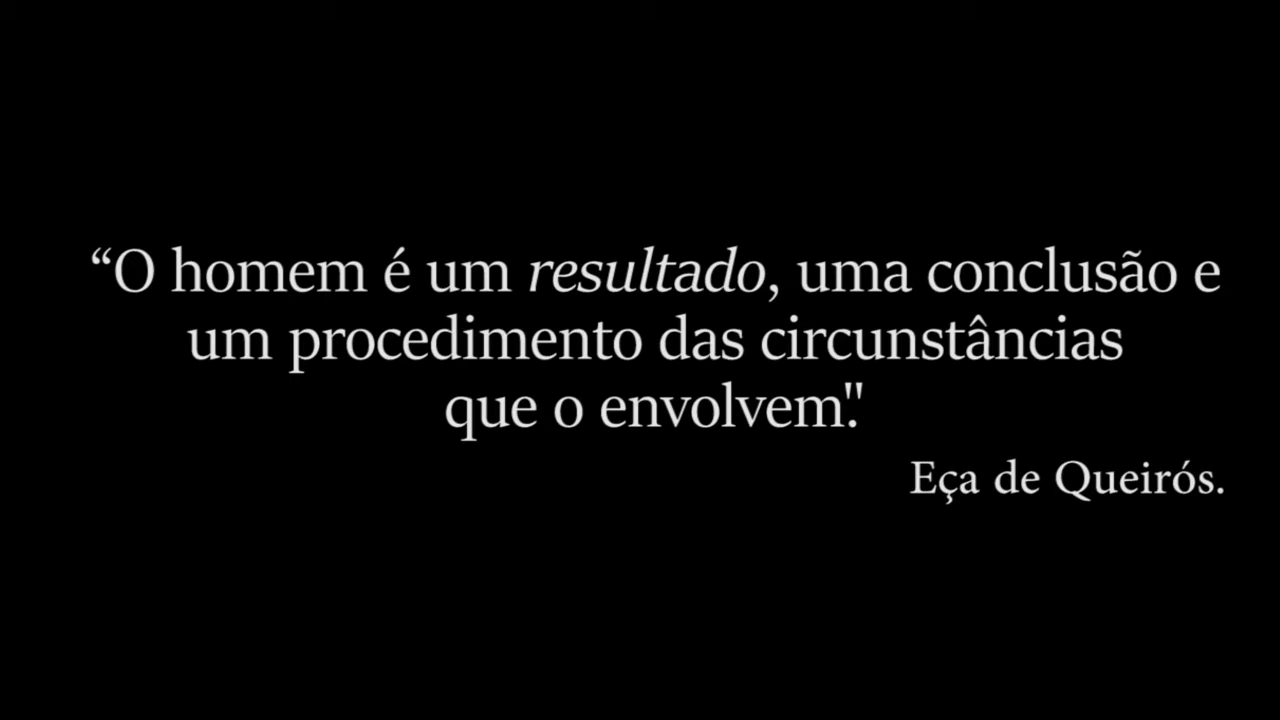 “O homem é um resultado, uma conclusão e
um procedimento das circunstâncias
que o envolvem."
Eça de Queirós.